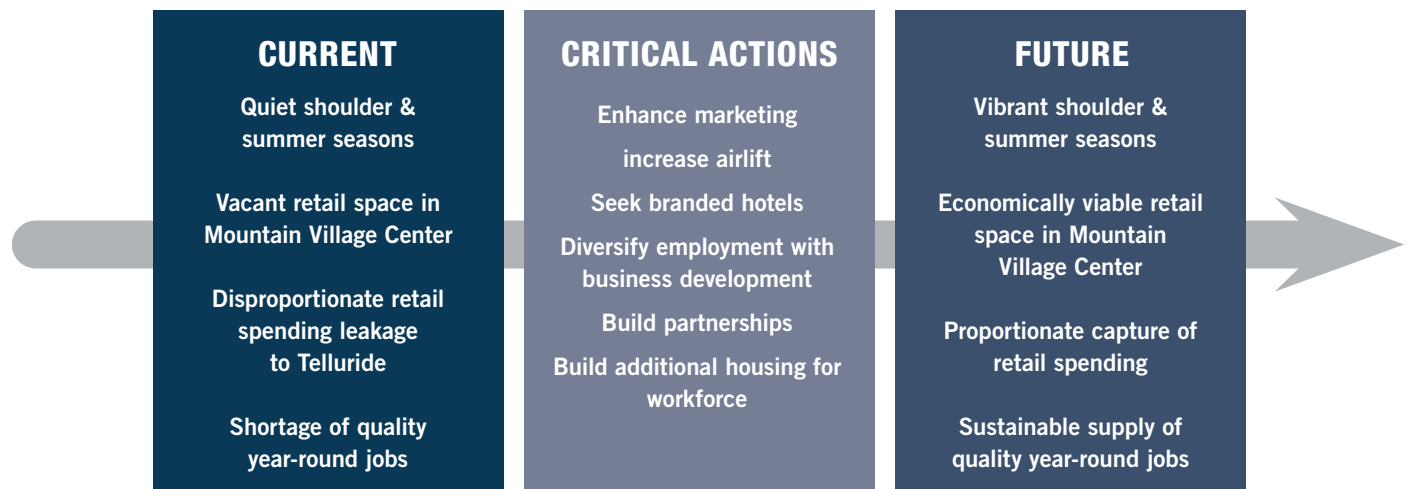 CURRENT
Quiet shoulder &
summer seasons
Vacant retail space in
Mountain Village Center
Disproportionate retail
spending leakage
to Telluride
Shortage of quality
year-round jobs
CRITICAL ACTIONS
Enhance marketing
increase airlift
Seek branded hotels
Diversify employment with
business development
Build partnerships
Build additional housing for
workforce
FUTURE
Vibrant shoulder &
summer seasons
Economically viable retail
space in Mountain
Village Center
Proportionate capture of
retail spending
Sustainable supply of
quality year-round jobs